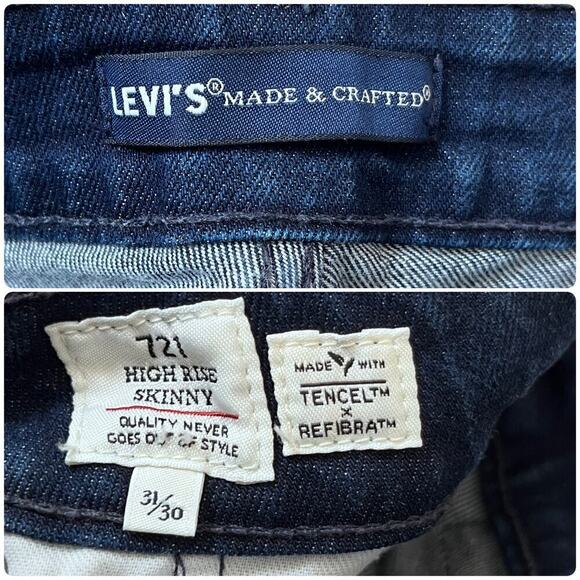 LEVI'S® MADE & CRAFTED®
721
HIGH RISE
SKINNY
QUALITY NEVER
GOES OUT OF STYLE
31/30
MADE WITH
TENCEL™
x
REFIBRA™